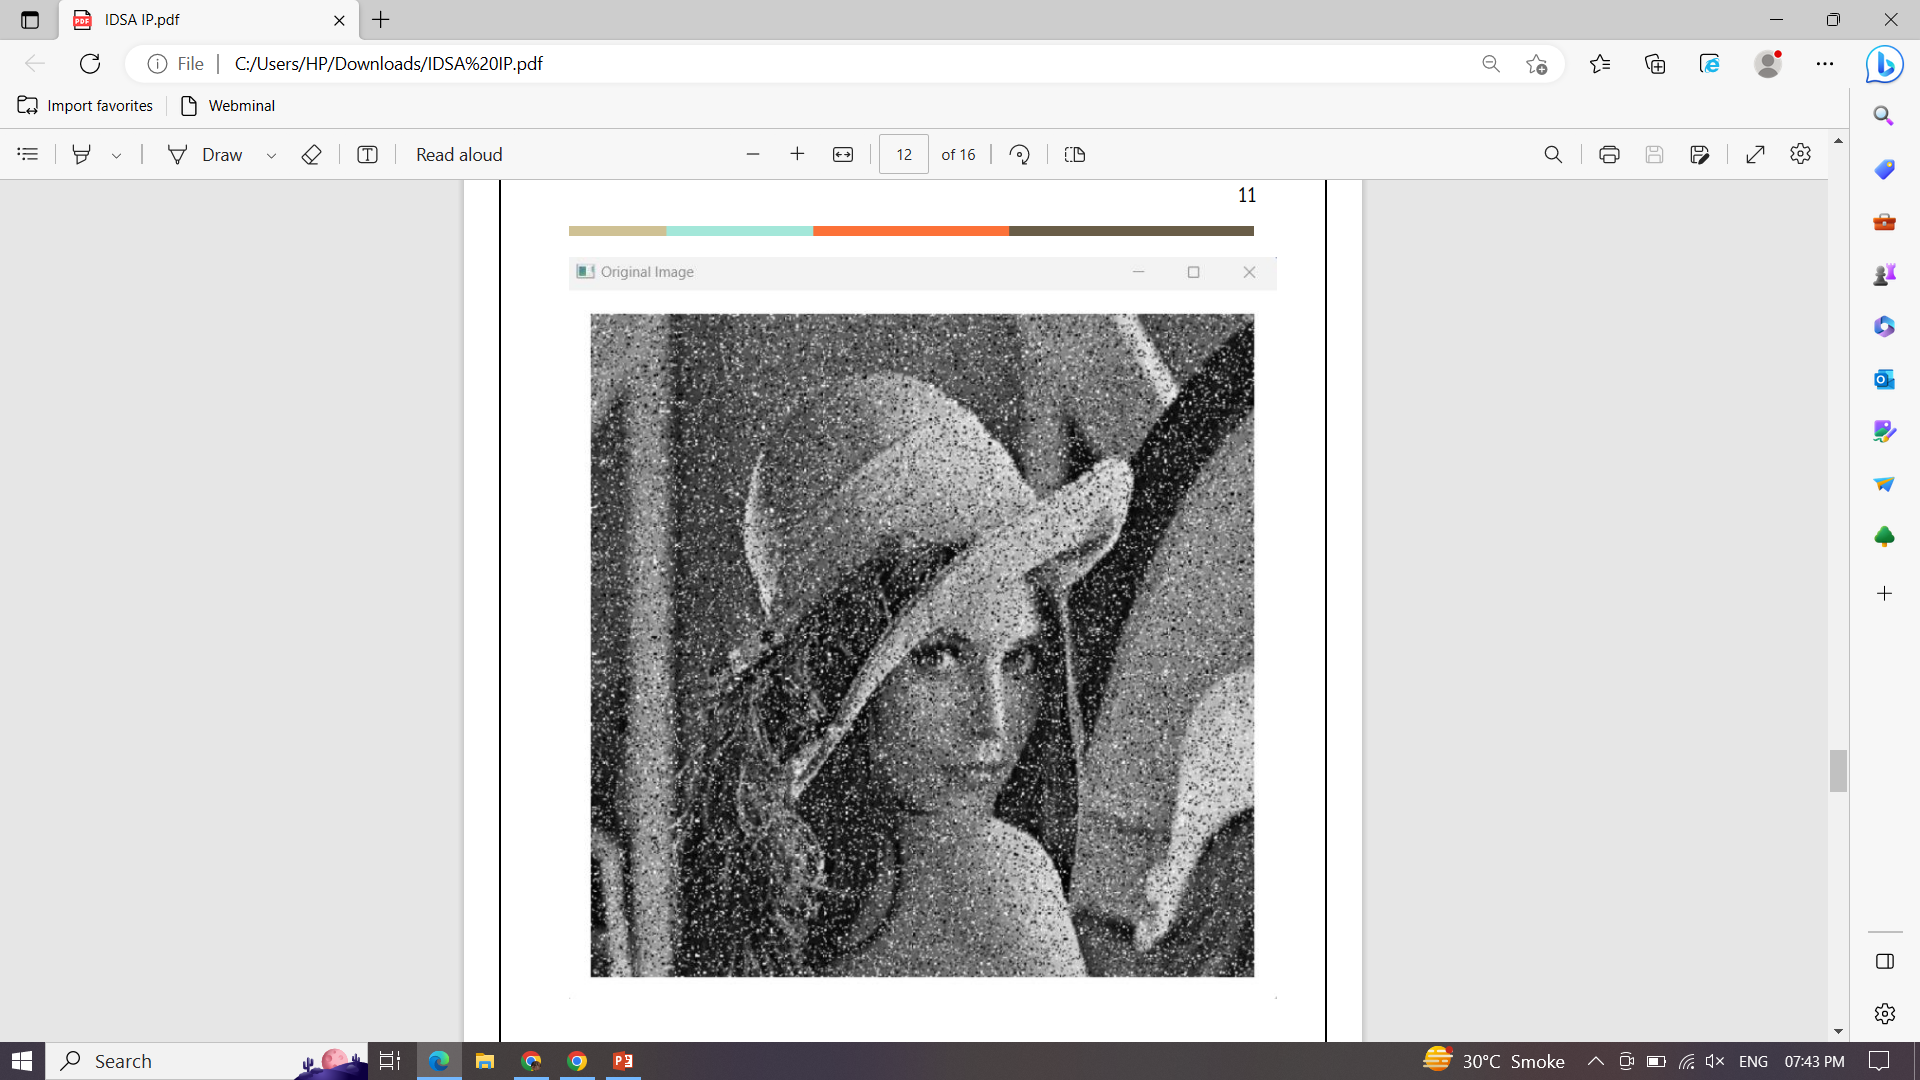 IDSA IP.pdf
File
C:/Users/HP/Downloads/IDSA%20IP.pdf
Import favorites
Webminal
Draw
Read aloud
12 of 16
11
Original Image
Search
30°C Smoke
ENG
07:43 PM